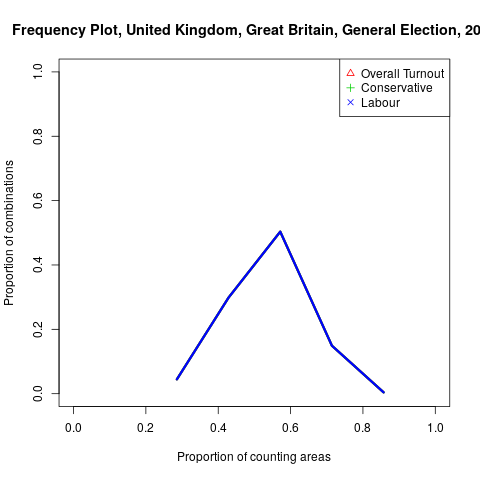 Frequency Plot, United Kingdom, Great Britain, General Election, 20
Overall Turnout
Conservative
Labour
Proportion of combinations
1.0
0.8
0.6
0.4
0.2
0.0
0.0 0.2 0.4 0.6 0.8 1.0
Proportion of counting areas